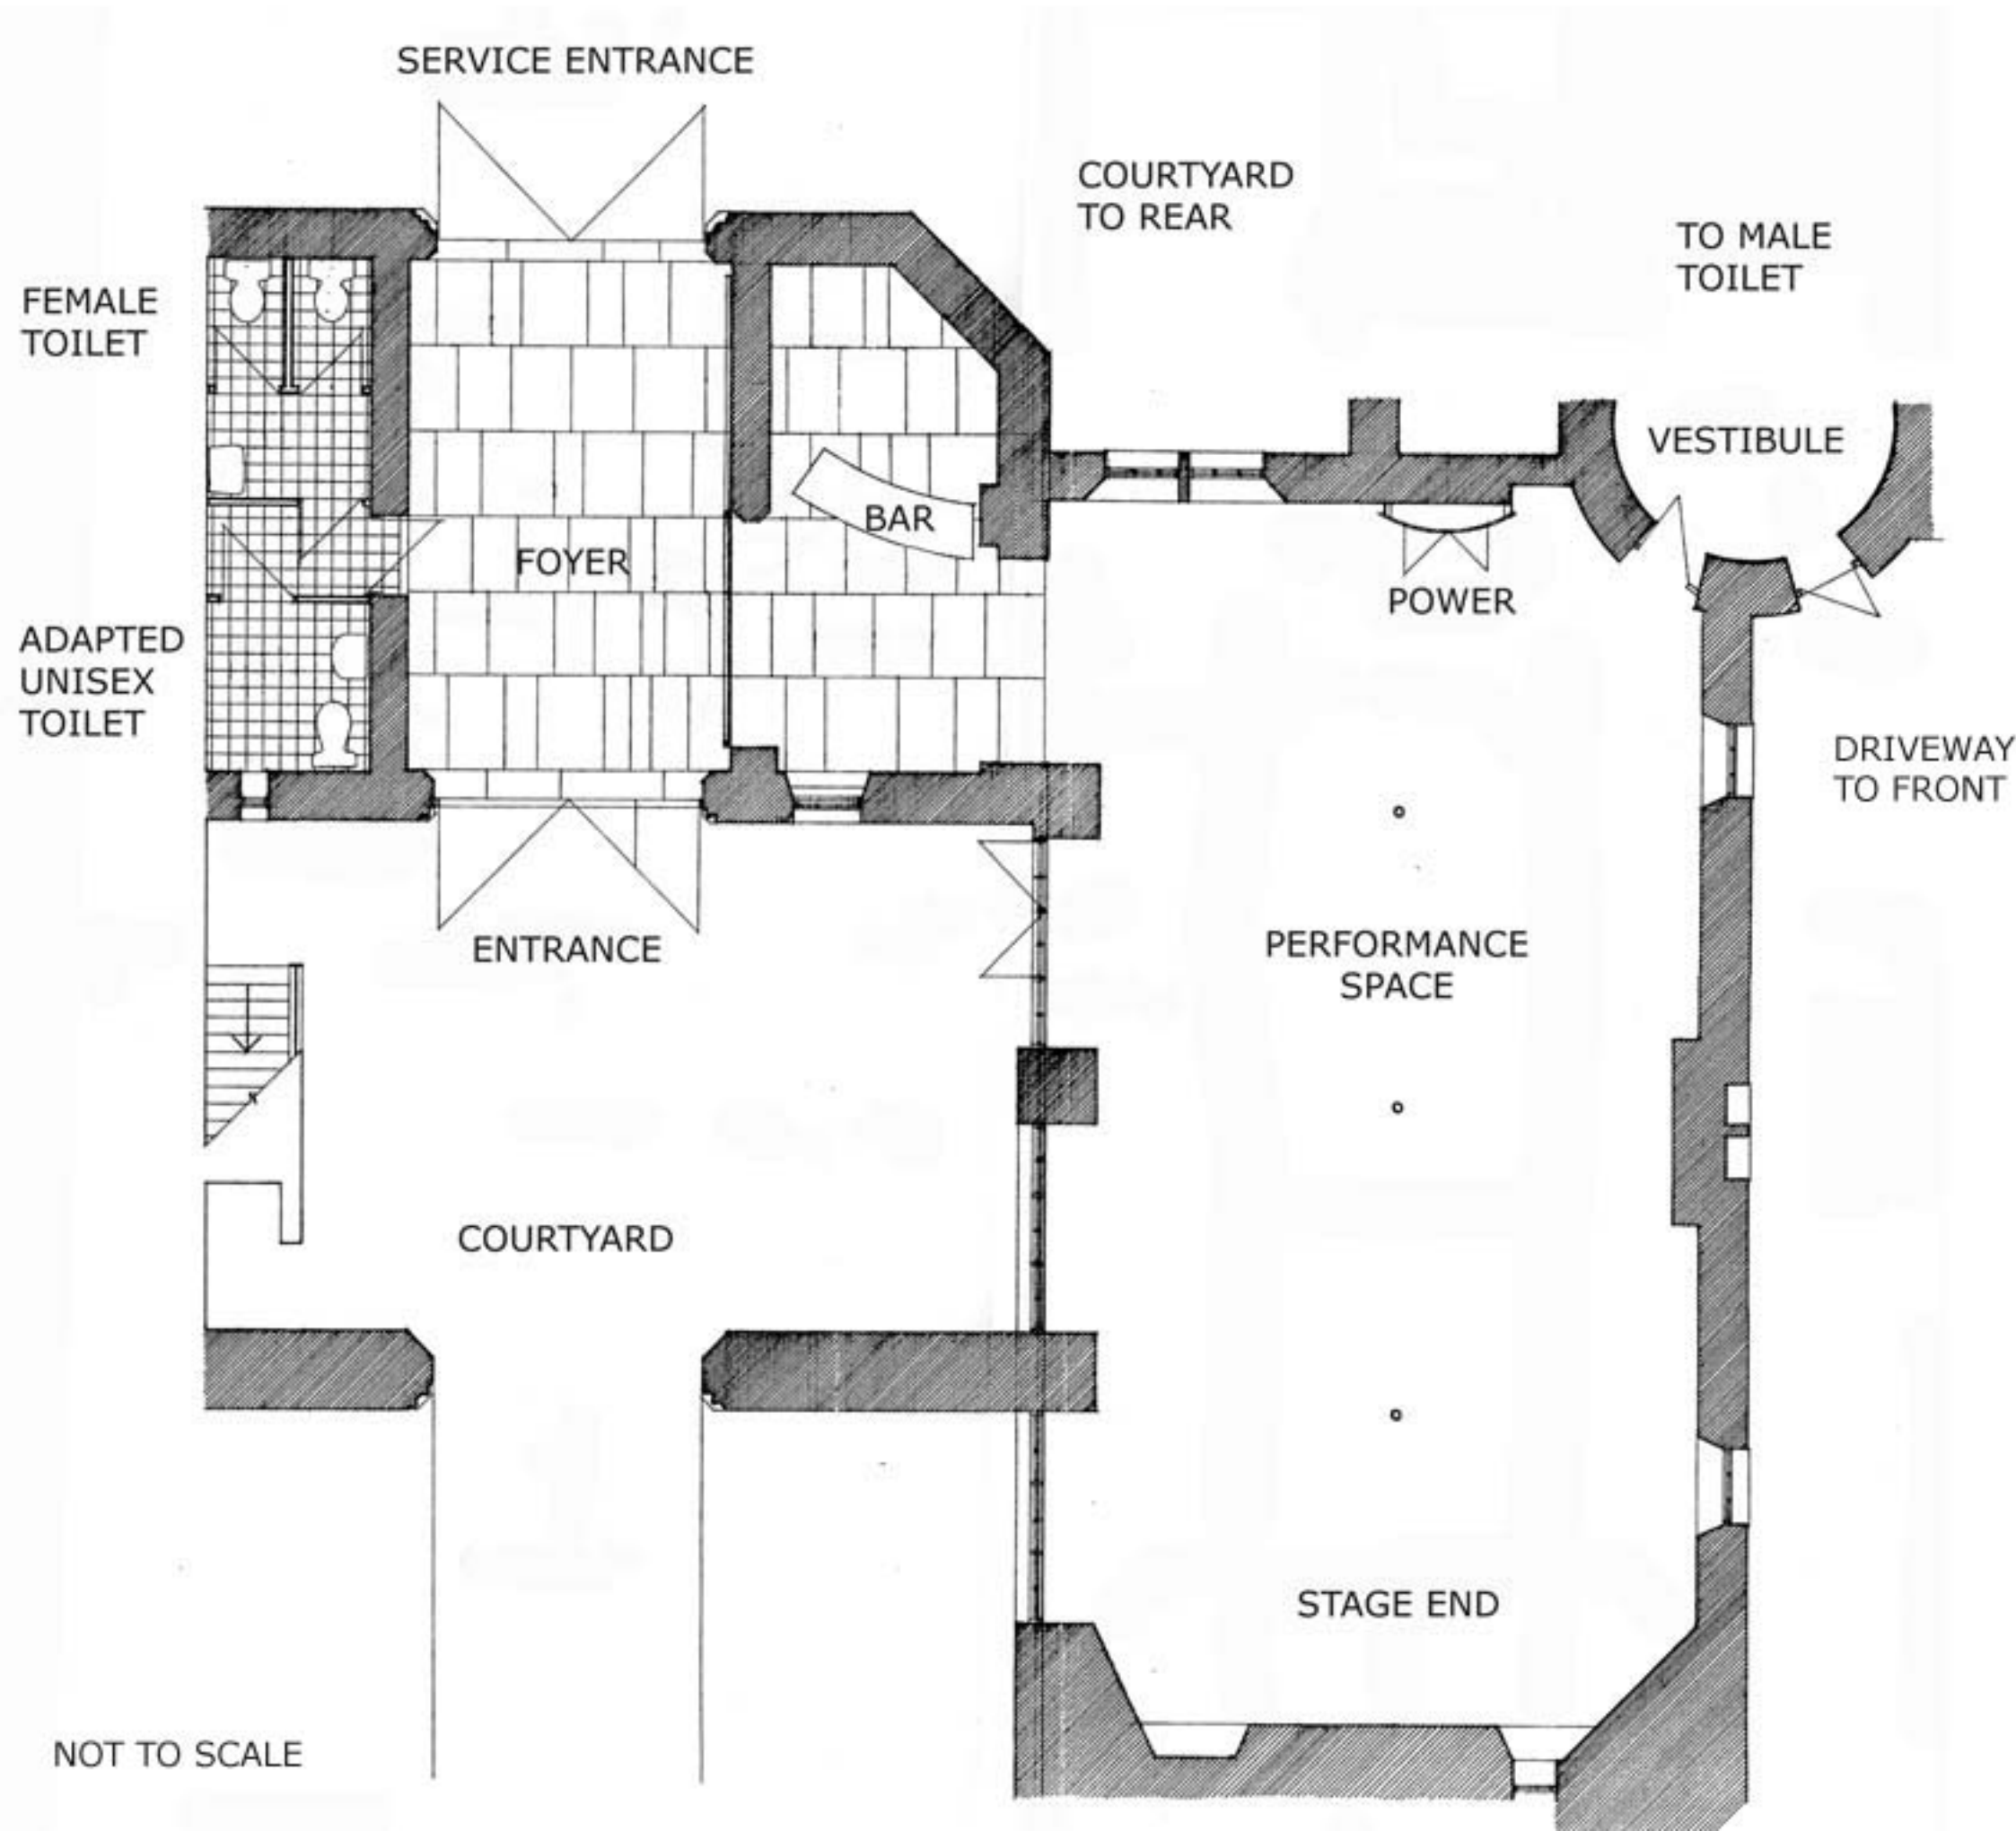 SERVICE ENTRANCE
COURTYARD
TO REAR
TO MALE
TOILET
FEMALE
TOILET
VESTIBULE
BAR
FOYER
POWER
ADAPTED
UNISEX
TOILET
DRIVEWAY
TO FRONT
ENTRANCE
PERFORMANCE
SPACE
COURTYARD
STAGE END
NOT TO SCALE